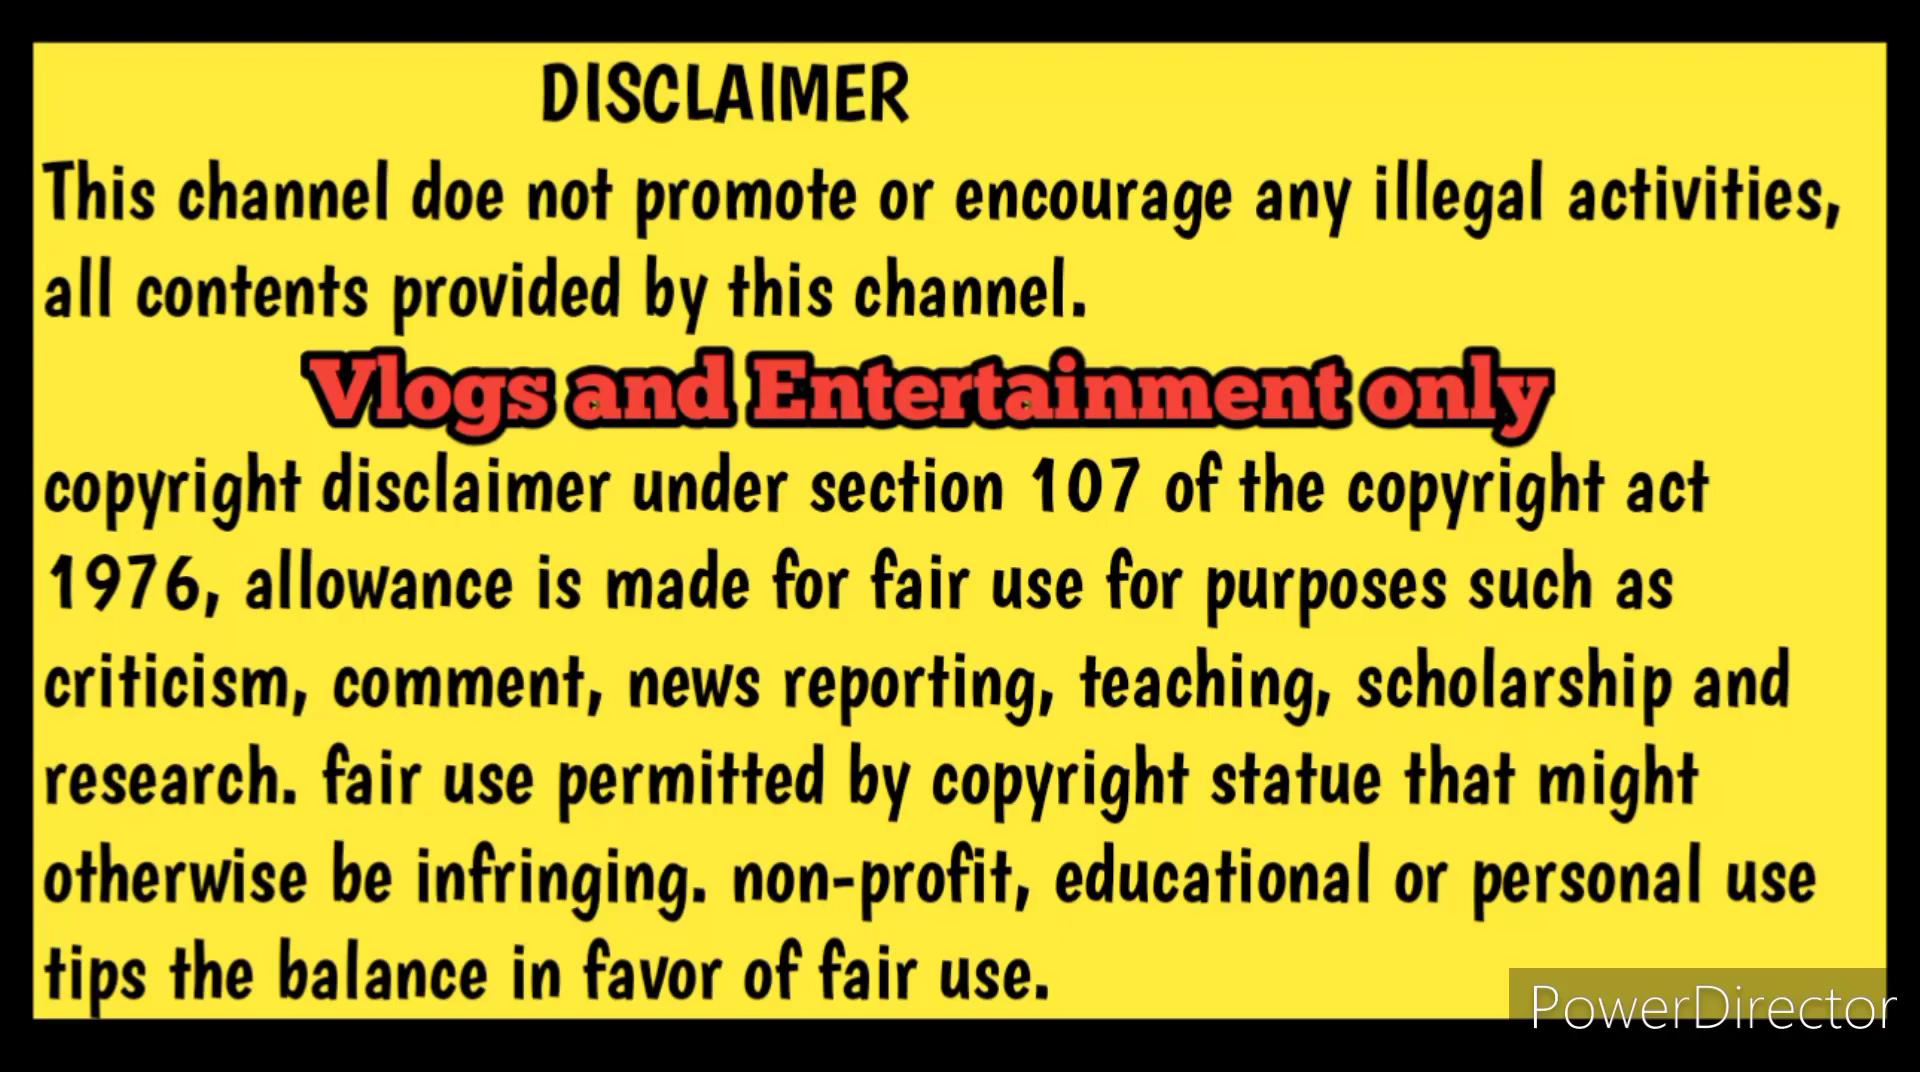 DISCLAIMER
This channel doe not promote or encourage any illegal activities,
all contents provided by this channel.
Vlogs and Entertainment only
copyright disclaimer under section 107 of the copyright act
1976, allowance is made for fair use for purposes such as
criticism, comment, news reporting, teaching, scholarship and
research. fair use permitted by copyright statue that might
otherwise be infringing. non-profit, educational or personal use
tips the balance in favor of fair use.
PowerDirector